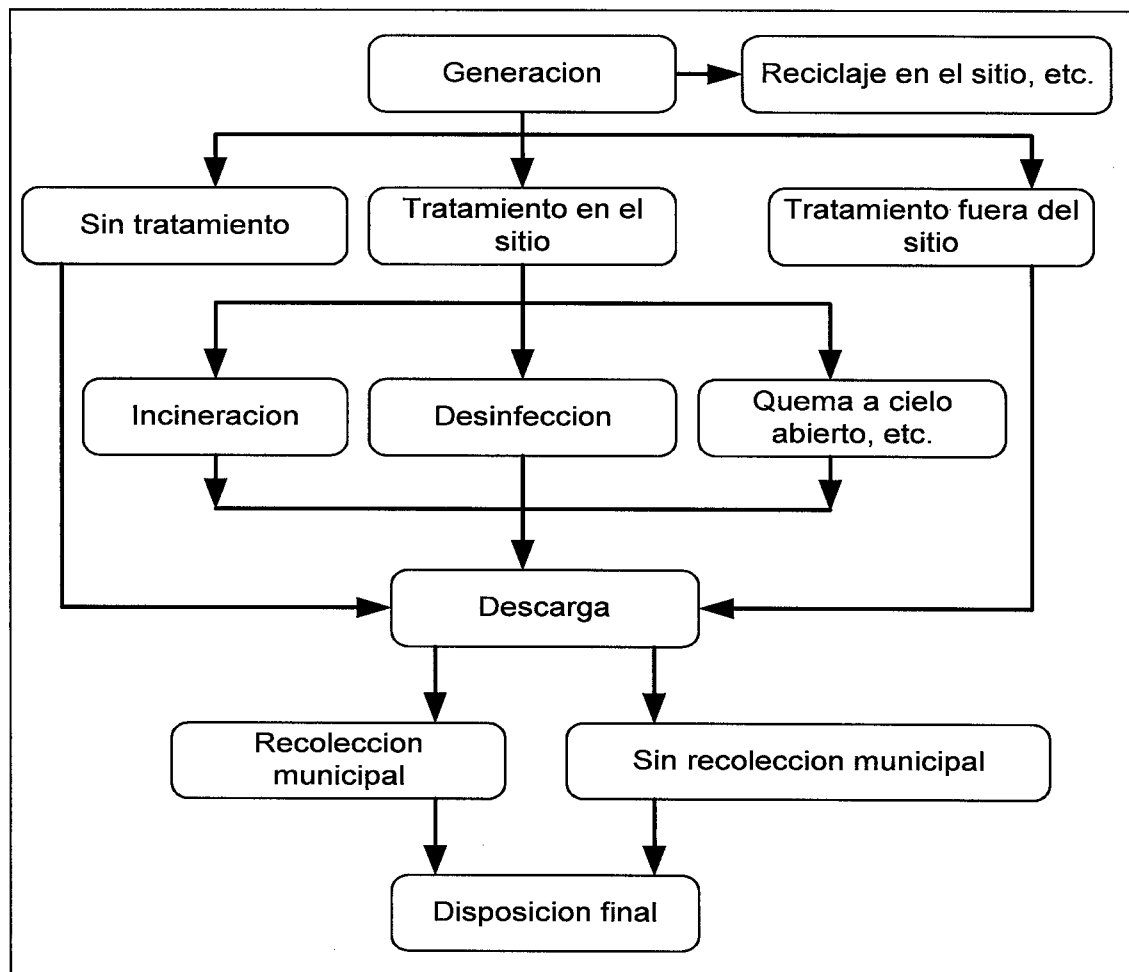 Generacion
Reciclaje en el sitio, etc.
Sin tratamiento
Tratamiento en el
sitio
Tratamiento fuera del
sitio
Incineracion
Desinfeccion
Quema a cielo
abierto, etc.
Descarga
Recoleccion
municipal
Sin recoleccion municipal
Disposicion final